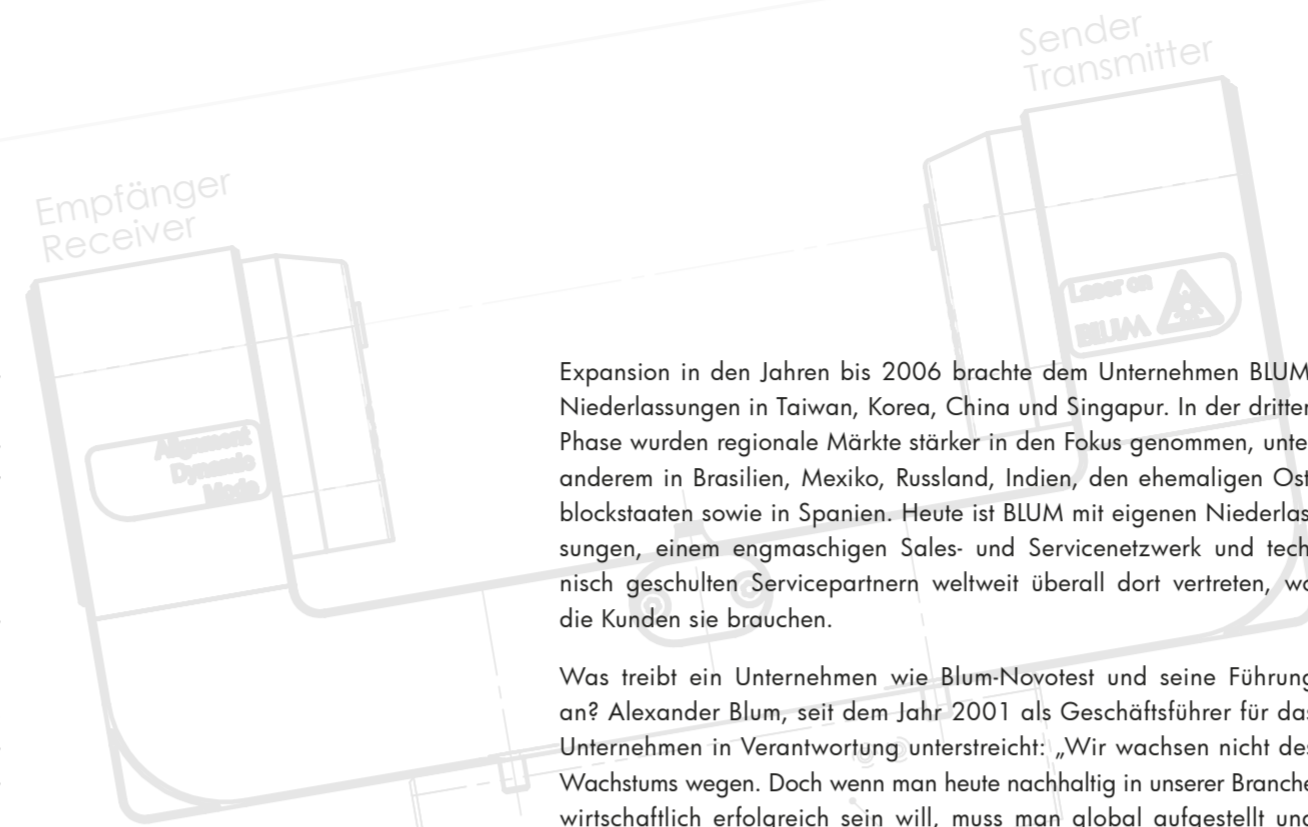 Sender
Transmitter
Empfänger
Receiver
Laser on
BLUM
Alignment
Dynamic
Mode
Expansion in den Jahren bis 2006 brachte dem Unternehmen BLUM
Niederlassungen in Taiwan, Korea, China und Singapur. In der dritten
Phase wurden regionale Märkte stärker in den Fokus genommen, unte
anderem in Brasilien, Mexiko, Russland, Indien, den ehemaligen Ost
blockstaaten sowie in Spanien. Heute ist BLUM mit eigenen Niederlas
sungen, einem engmaschigen Sales- und Servicenetzwerk und tech
nisch geschulten Servicepartnern weltweit überall dort vertreten, wo
die Kunden sie brauchen.
Was treibt ein Unternehmen wie Blum-Novotest und seine Führung
an? Alexander Blum, seit dem Jahr 2001 als Geschäftsführer für das
Unternehmen in Verantwortung unterstreicht: „Wir wachsen nicht des
Wachstums wegen. Doch wenn man heute nachhaltig in unserer Branche
wirtschaftlich erfolgreich sein will, muss man global aufgestellt und